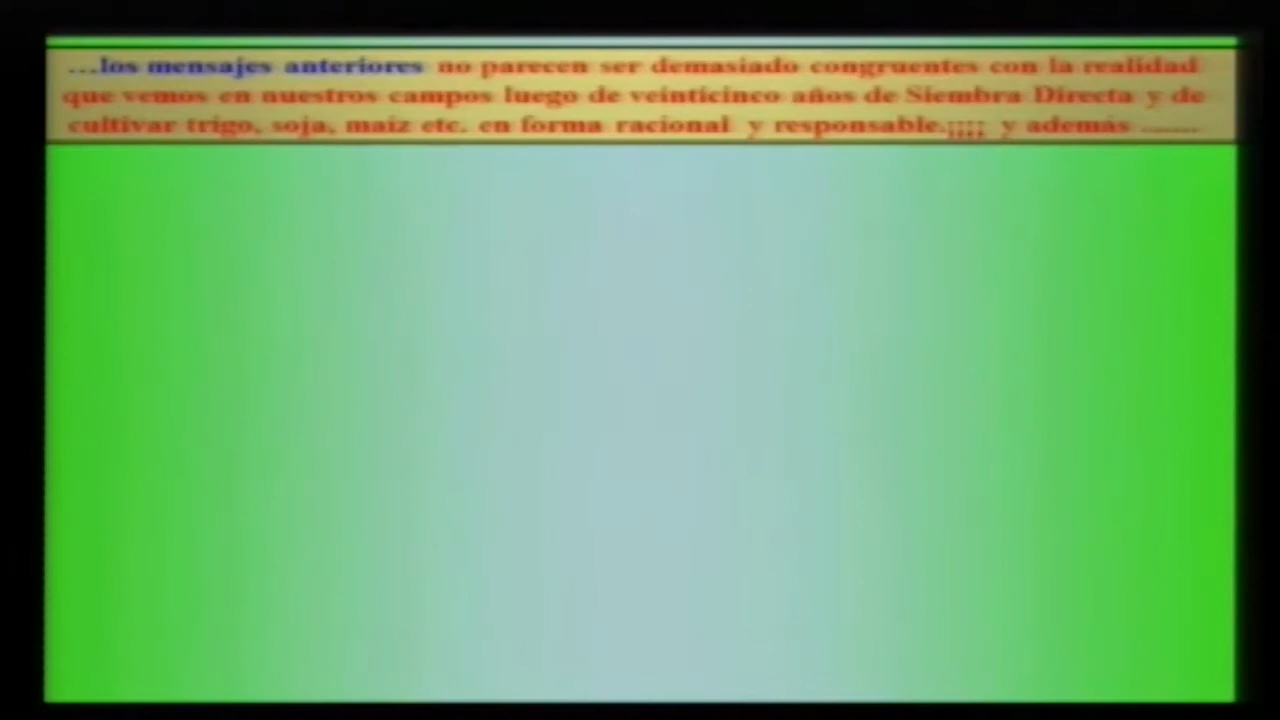 ...los mensajes anteriores no parecen ser demasiado congruentes con la realidad
que vemos en nuestros campos luego de veinticinco años de Siembra Directa y de
cultivar trigo, soja, maiz etc. en forma racional y responsable.¡¡¡¡ y además .......